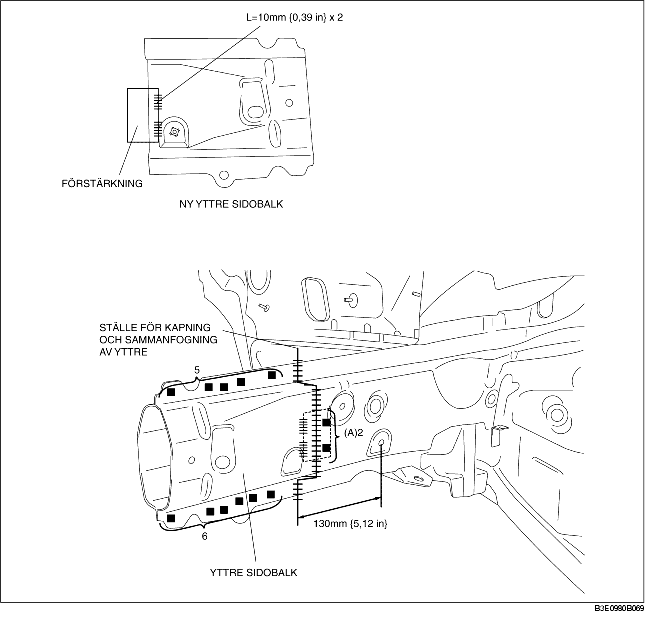 L=10mm {0,39 in} x 2
FÖRSTÄRKNING
NY YTTRE SIDOBALK
STÄLLE FÖR KAPNING
OCH SAMMANFOGNING
AV YTTRE
5
(A)2
130mm {5,12 in}
6
YTTRE SIDOBALK
B3E0980B069